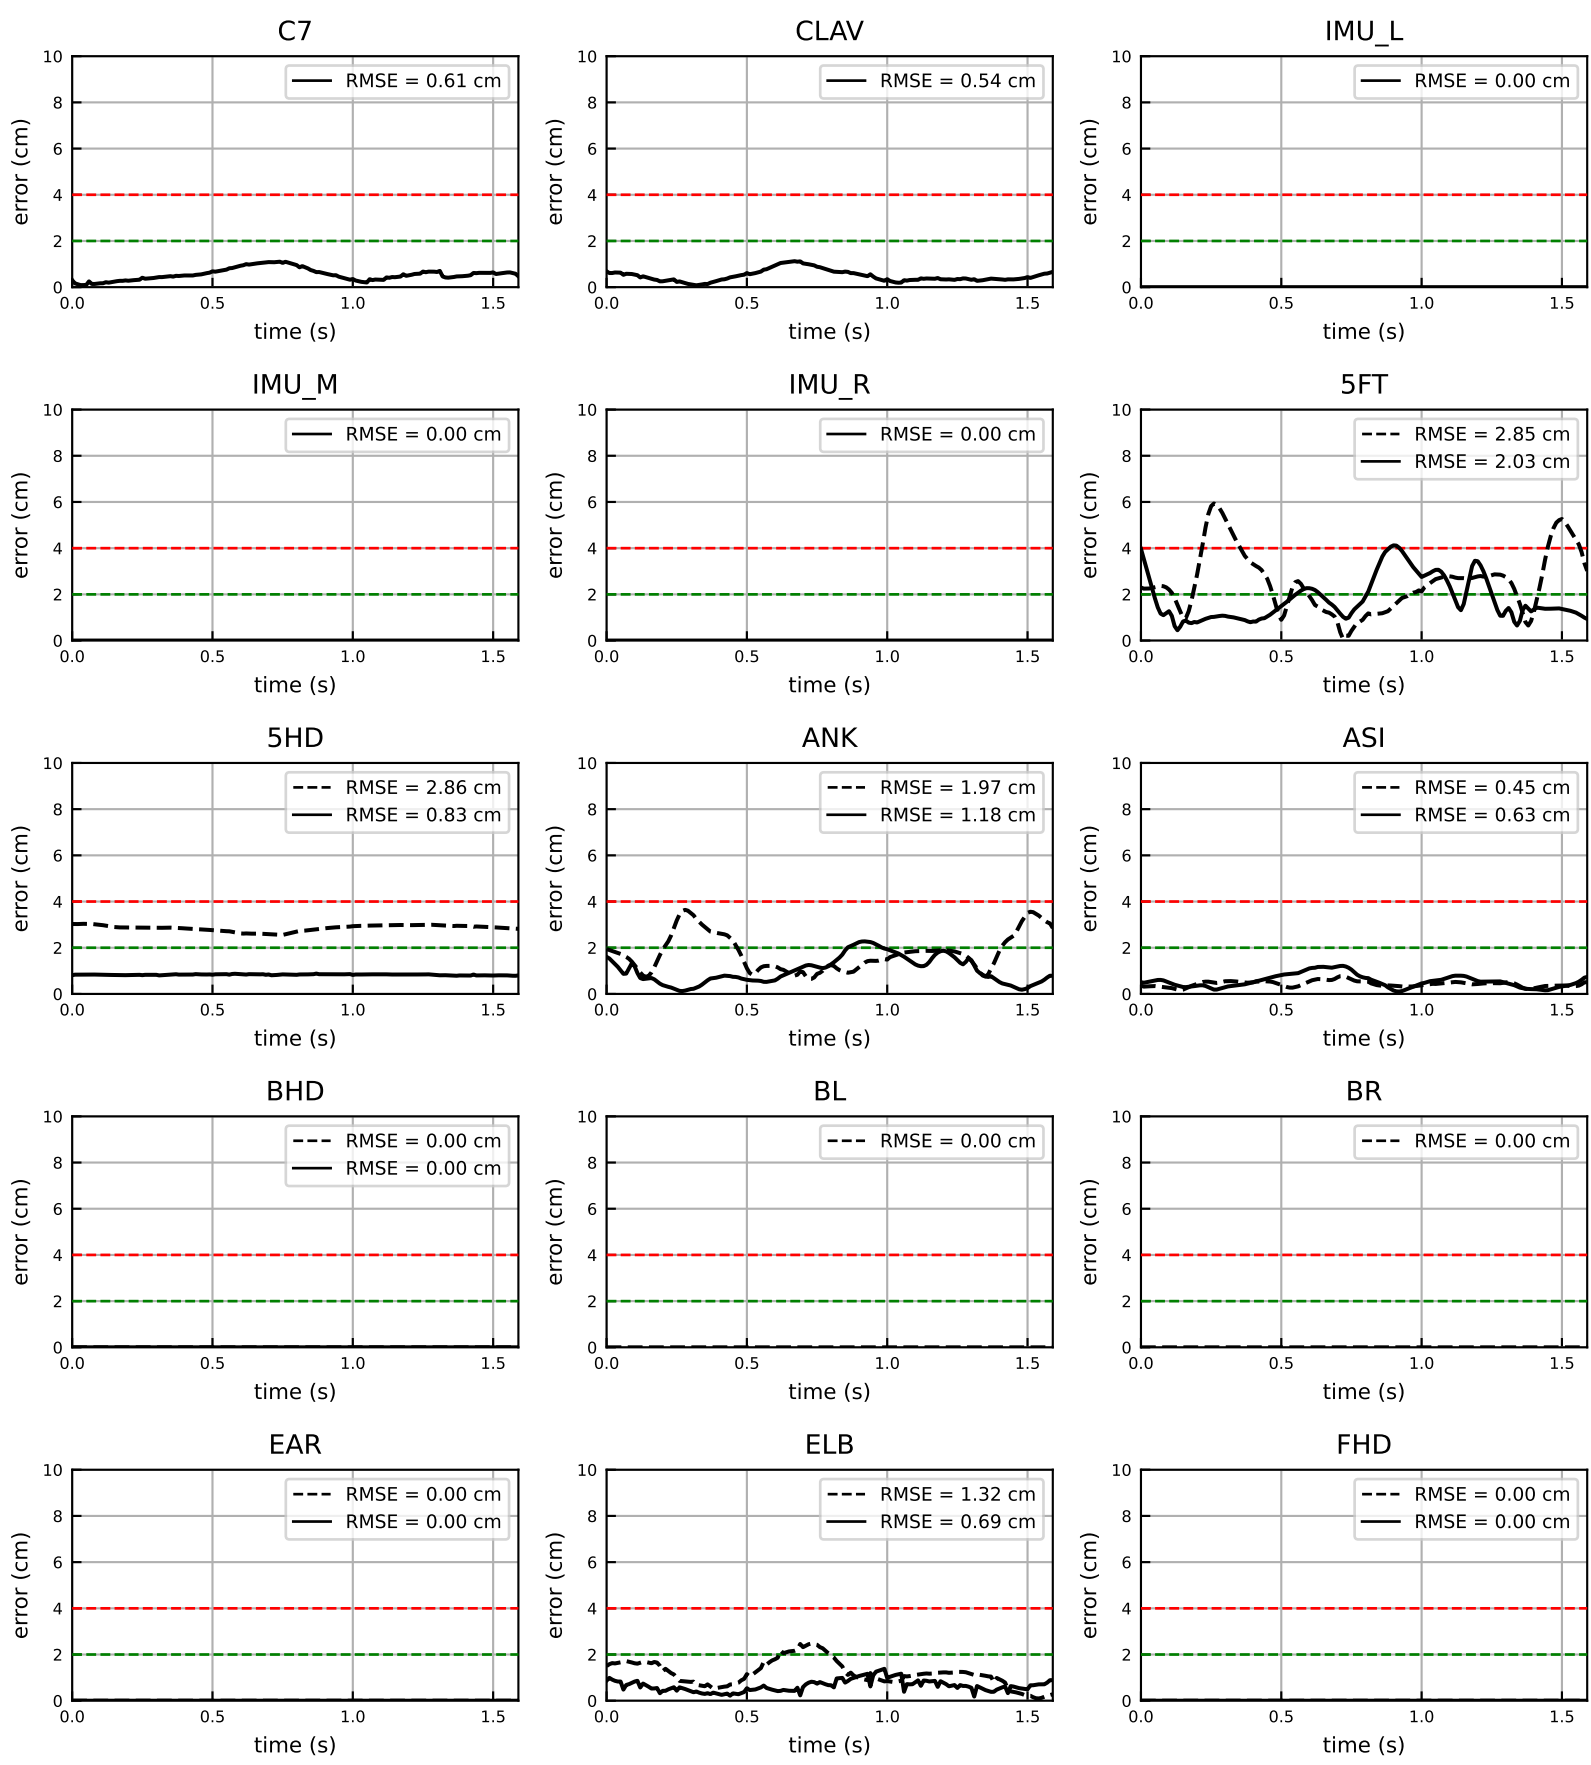 C7
CLAV
IMU_L
RMSE = 0.61 cm
RMSE = 0.54 cm
RMSE = 0.00 cm
error (cm)
error (cm)
error (cm)
10
8
6
4
2
0
10
8
6
4
2
0
10
8
6
4
2
0
0.0 0.5 1.0 1.5
0.0 0.5 1.0 1.5
0.0 0.5 1.0 1.5
time (s)
time (s)
time (s)
IMU_M
IMU_R
5FT
RMSE = 0.00 cm
RMSE = 0.00 cm
RMSE = 2.85 cm
RMSE = 2.03 cm
error (cm)
error (cm)
error (cm)
10
8
6
4
2
0
10
8
6
4
2
0
10
8
6
4
2
0
0.0 0.5 1.0 1.5
0.0 0.5 1.0 1.5
0.0 0.5 1.0 1.5
time (s)
time (s)
time (s)
5HD
ANK
ASI
RMSE = 2.86 cm
RMSE = 0.83 cm
RMSE = 1.97 cm
RMSE = 1.18 cm
RMSE = 0.45 cm
RMSE = 0.63 cm
error (cm)
error (cm)
error (cm)
10
8
6
4
2
0
10
8
6
4
2
0
10
8
6
4
2
0
0.0 0.5 1.0 1.5
0.0 0.5 1.0 1.5
0.0 0.5 1.0 1.5
time (s)
time (s)
time (s)
BHD
BL
BR
RMSE = 0.00 cm
RMSE = 0.00 cm
RMSE = 0.00 cm
RMSE = 0.00 cm
error (cm)
error (cm)
error (cm)
10
8
6
4
2
0
10
8
6
4
2
0
10
8
6
4
2
0
0.0 0.5 1.0 1.5
0.0 0.5 1.0 1.5
0.0 0.5 1.0 1.5
time (s)
time (s)
time (s)
EAR
ELB
FHD
RMSE = 0.00 cm
RMSE = 0.00 cm
RMSE = 1.32 cm
RMSE = 0.69 cm
RMSE = 0.00 cm
RMSE = 0.00 cm
error (cm)
error (cm)
error (cm)
10
8
6
4
2
0
10
8
6
4
2
0
10
8
6
4
2
0
0.0 0.5 1.0 1.5
0.0 0.5 1.0 1.5
0.0 0.5 1.0 1.5
time (s)
time (s)
time (s)